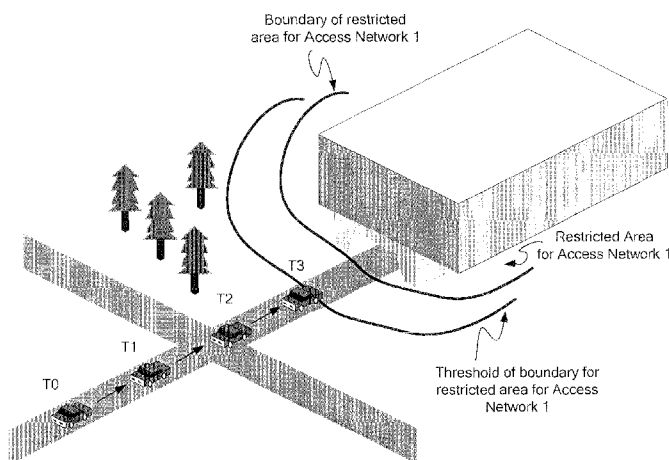 Boundary of restricted
area for Access Network 1
Restricted Area
for Access Network 1
T3
T2
T1
T0
Threshold of boundary for
restricted area for Access
Network 1